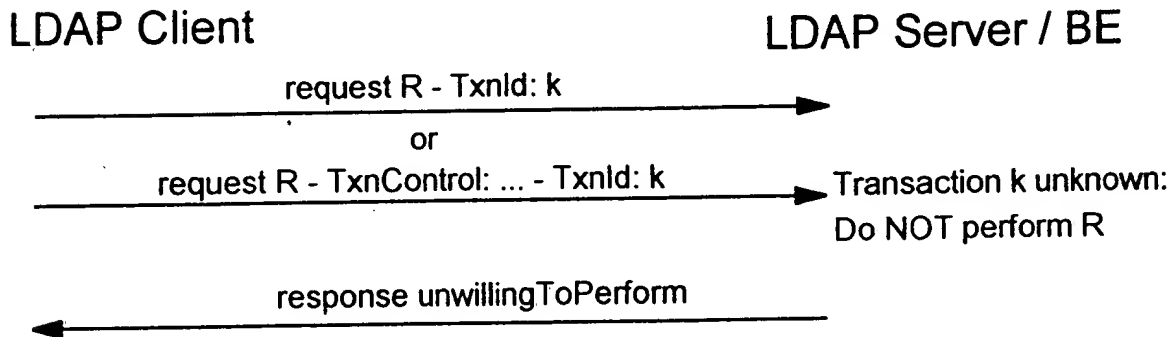 LDAP Client
LDAP Server / BE
request R - TxnId: k
or
request R - TxnControl: ... - TxnId: k
Transaction k unknown:
Do NOT perform R
response unwillingToPerform